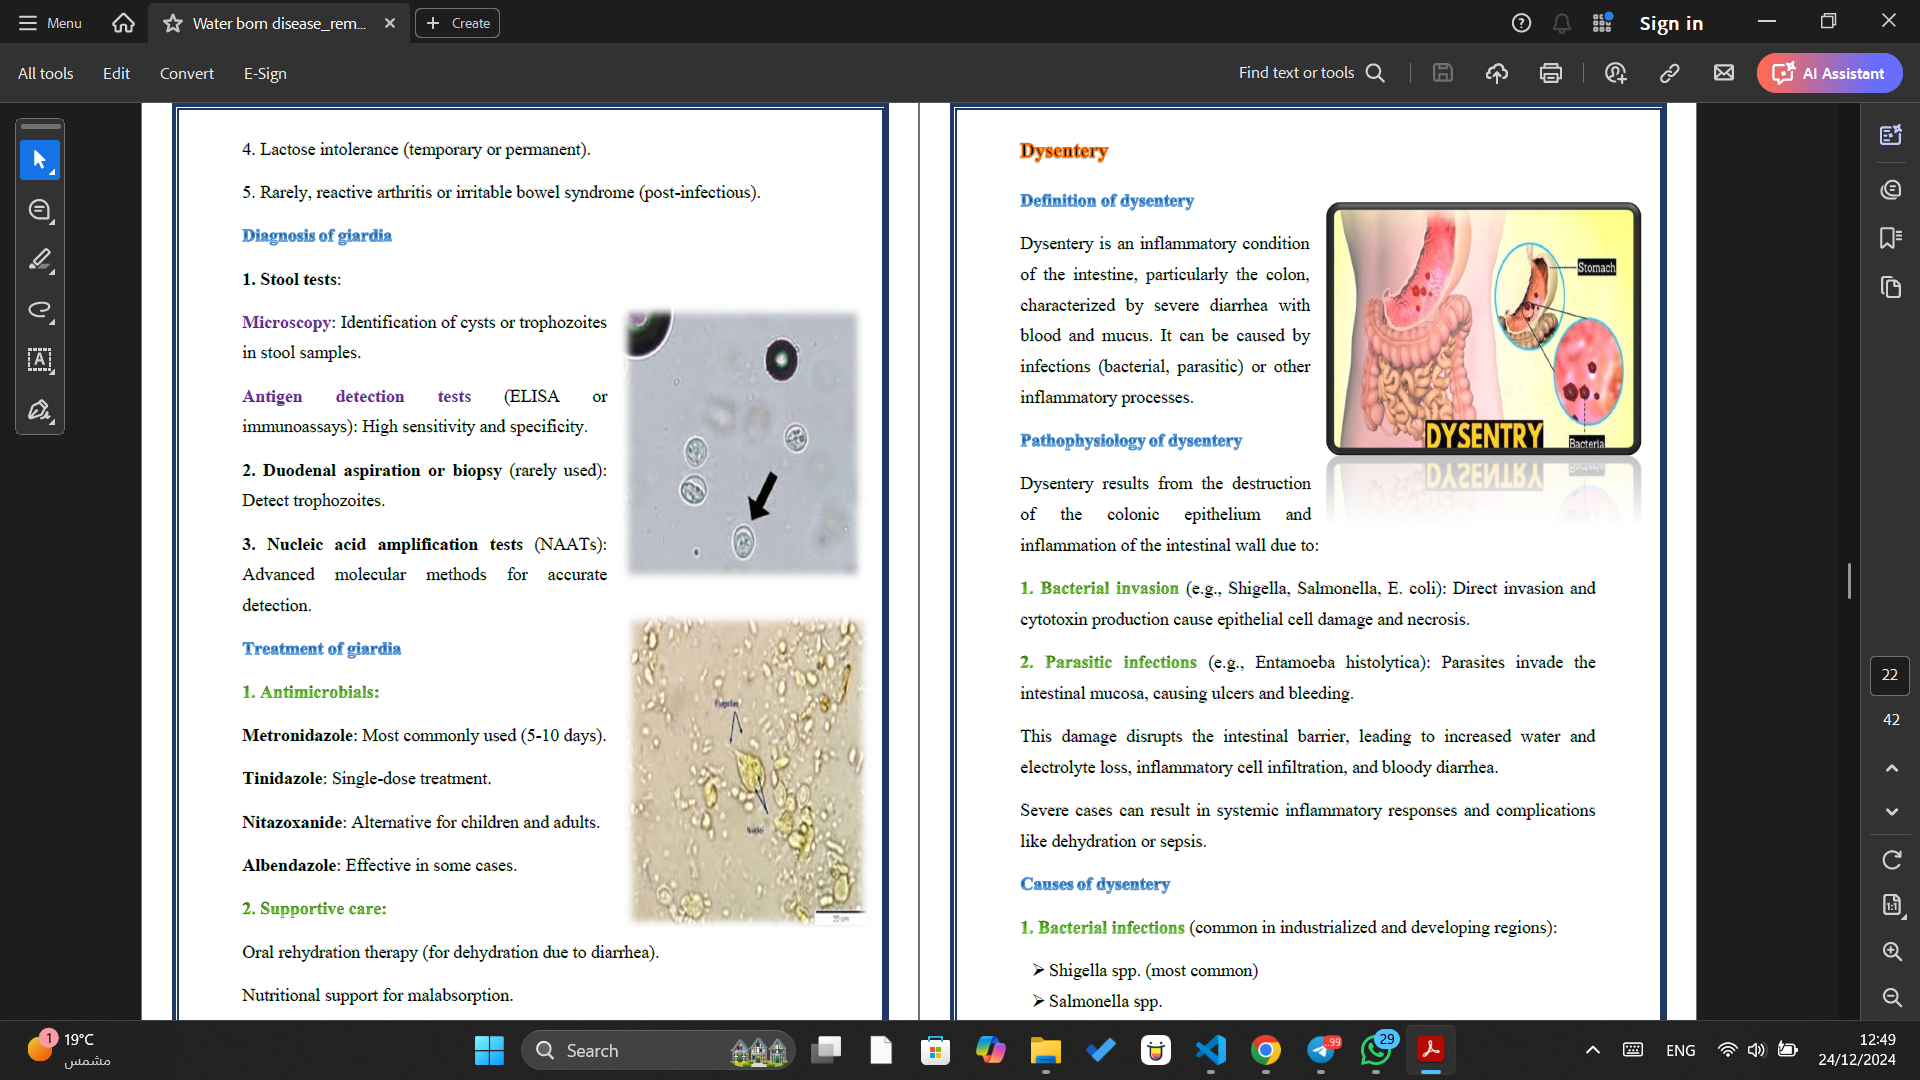 Menu
Water born disease_rem...
Create
Sign in
All tools
Edit
Convert
E-Sign
Find text or tools
AI Assistant
4. Lactose intolerance (temporary or permanent).
5. Rarely, reactive arthritis or irritable bowel syndrome (post-infectious).
Diagnosis of giardia
1. Stool tests:
Microscopy: Identification of cysts or trophozoites
in stool samples.
Antigen detection tests (ELISA or
immunoassays): High sensitivity and specificity.
2. Duodenal aspiration or biopsy (rarely used):
Detect trophozoites.
3. Nucleic acid amplification tests (NAATs):
Advanced molecular methods for accurate
detection.
Treatment of giardia
1. Antimicrobials:
Metronidazole: Most commonly used (5-10 days).
Tinidazole: Single-dose treatment.
Nitazoxanide: Alternative for children and adults.
Albendazole: Effective in some cases.
2. Supportive care:
Oral rehydration therapy (for dehydration due to diarrhea).
Nutritional support for malabsorption.
Flagellae
Nuclei
20 µm
Dysentery
Definition of dysentery
Dysentery is an inflammatory condition
of the intestine, particularly the colon,
characterized by severe diarrhea with
blood and mucus. It can be caused by
infections (bacterial, parasitic) or other
inflammatory processes.
Stomach
DYSENTRY
Bacteria
Pathophysiology of dysentery
Dysentery results from the destruction
of the colonic epithelium and
inflammation of the intestinal wall due to:
1. Bacterial invasion (e.g., Shigella, Salmonella, E. coli): Direct invasion and
cytotoxin production cause epithelial cell damage and necrosis.
2. Parasitic infections (e.g., Entamoeba histolytica): Parasites invade the
intestinal mucosa, causing ulcers and bleeding.
This damage disrupts the intestinal barrier, leading to increased water and
electrolyte loss, inflammatory cell infiltration, and bloody diarrhea.
Severe cases can result in systemic inflammatory responses and complications
like dehydration or sepsis.
Causes of dysentery
1. Bacterial infections (common in industrialized and developing regions):
➢ Shigella spp. (most common)
➢ Salmonella spp.
22
42
1:1
1
19°C
مشمس
Search
99
29
ENG
12:49
24/12/2024